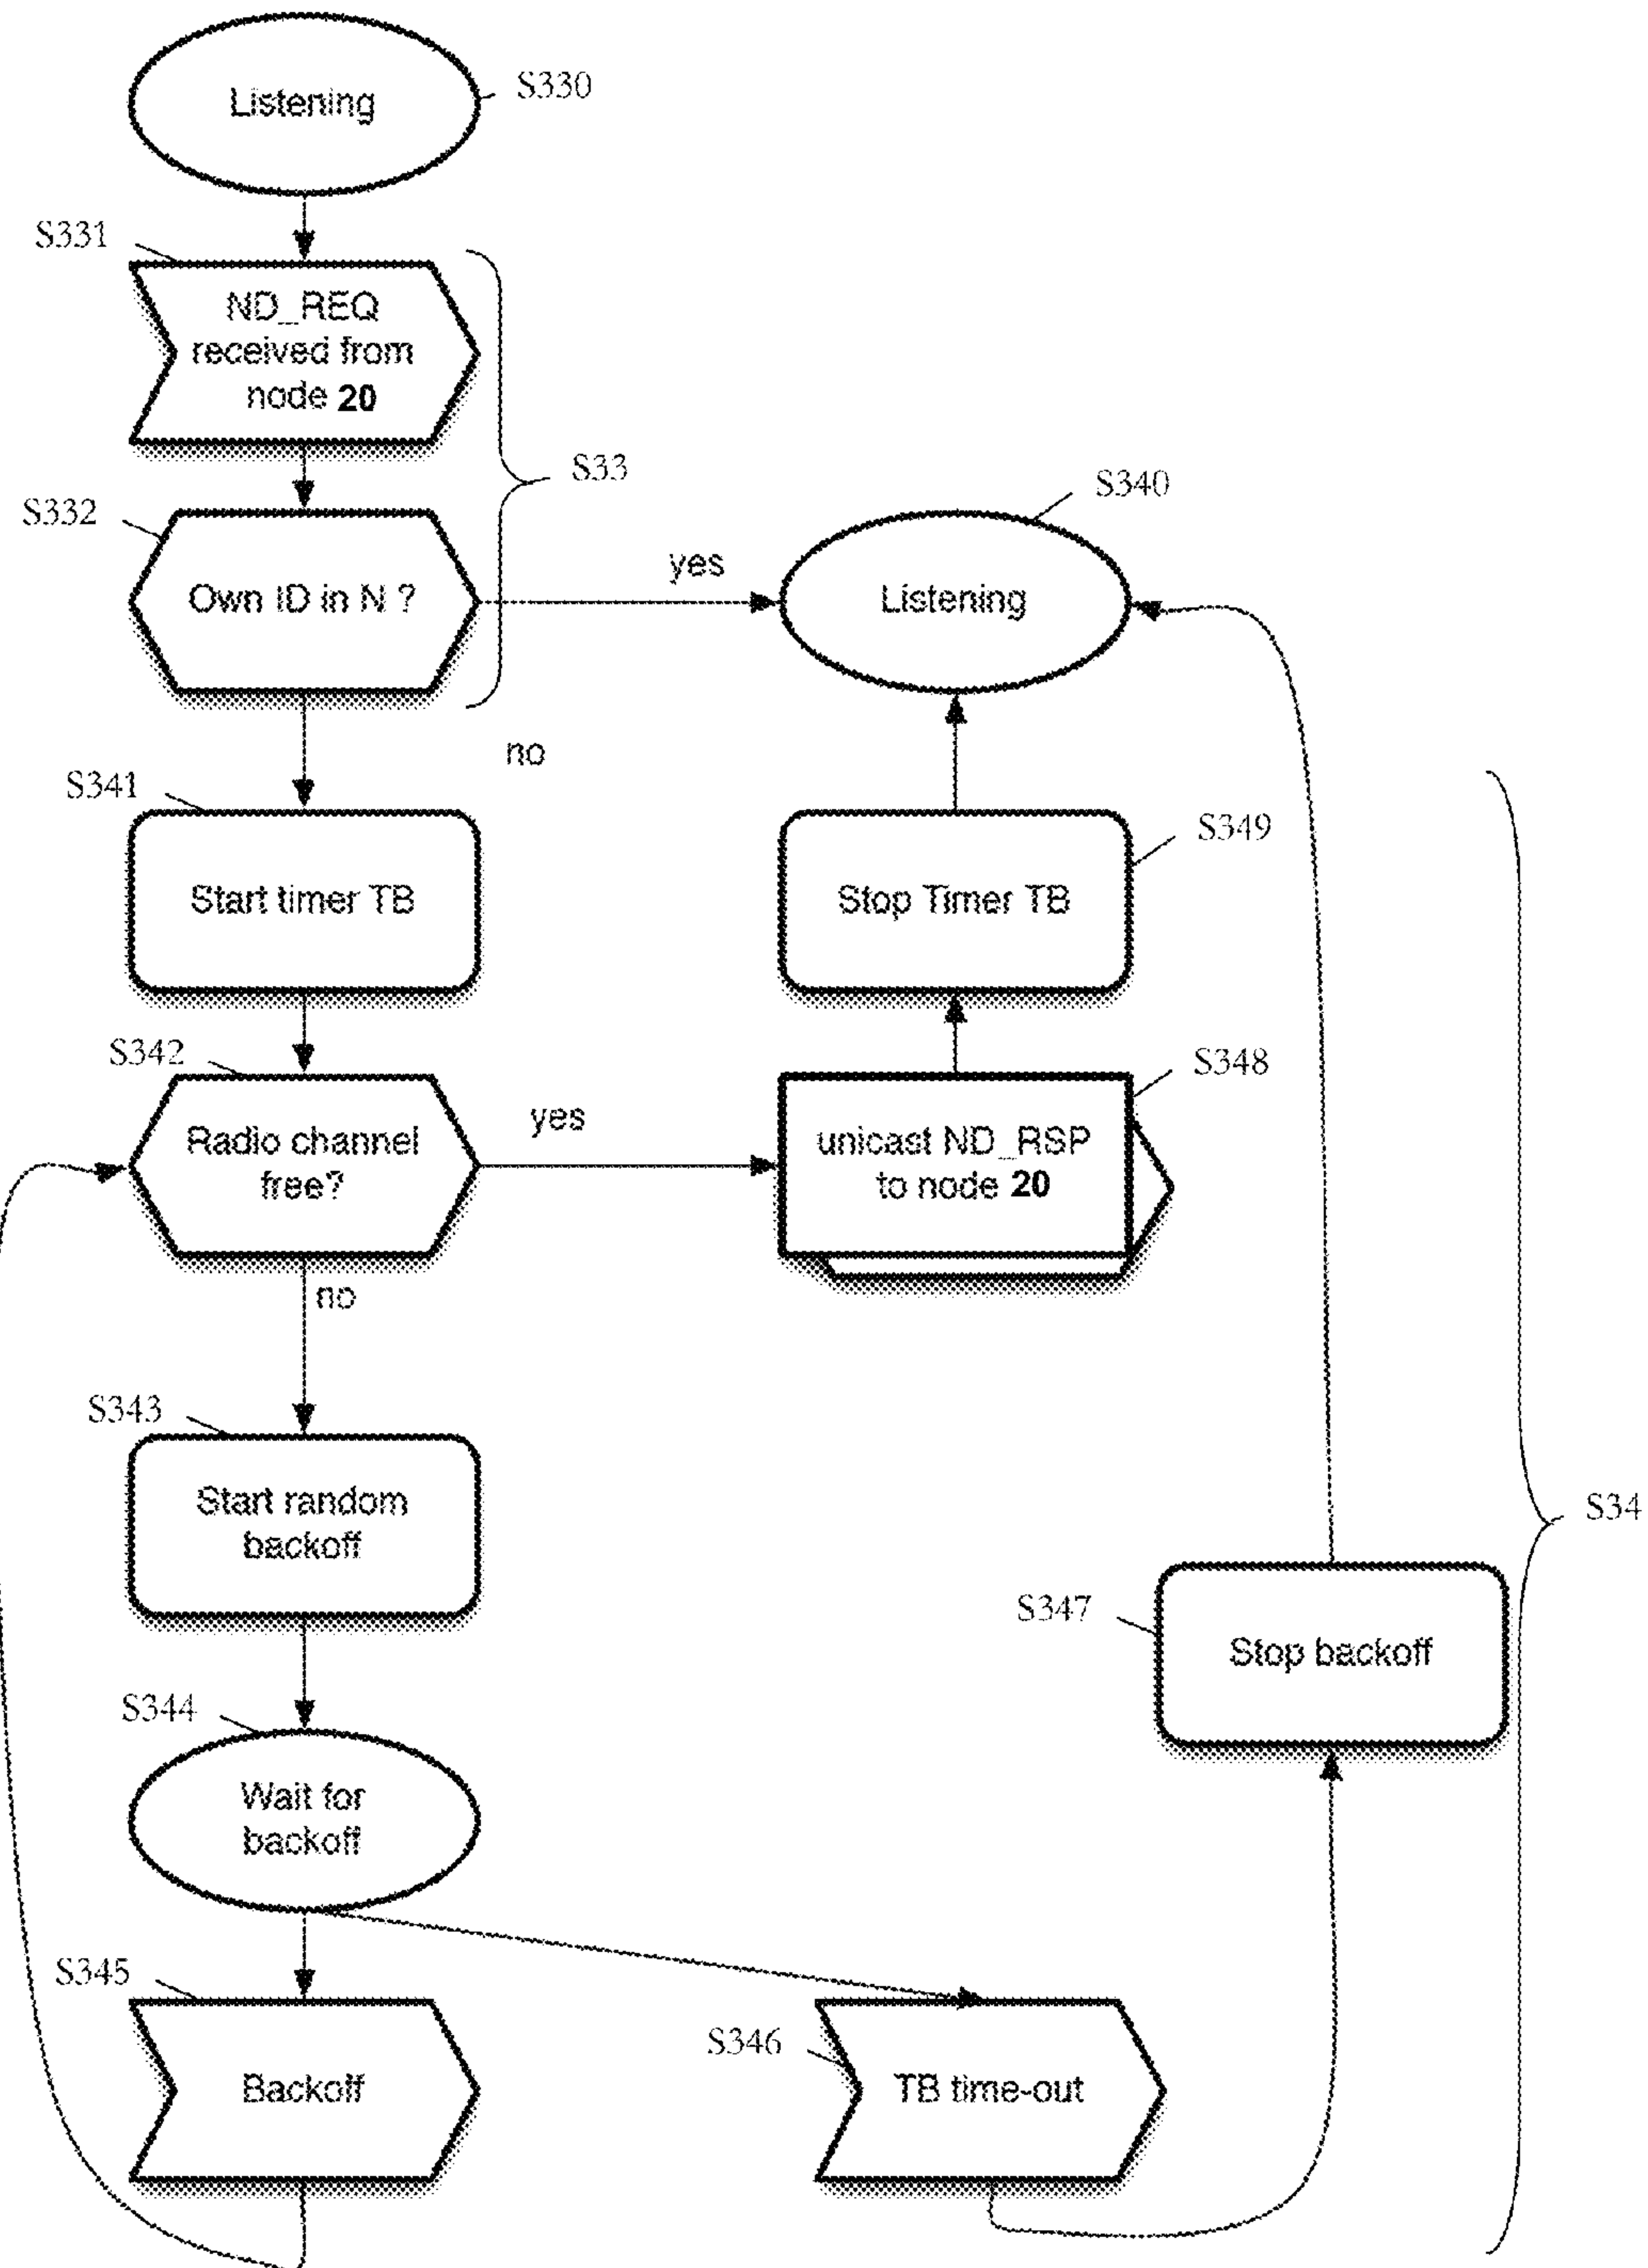 Listening
S330
S331
ND_REQ
received from
node 20
S33
S332
Own ID in N ?
yes
S340
Listening
no
S341
Start timer TB
S349
Stop Timer TB
S342
Radio channel
free?
yes
S348
unicast ND_RSP
to node 20
no
S343
Start random
backoff
S34
S347
Stop backoff
S344
Wait for
backoff
S345
Backoff
S346
TB time-out